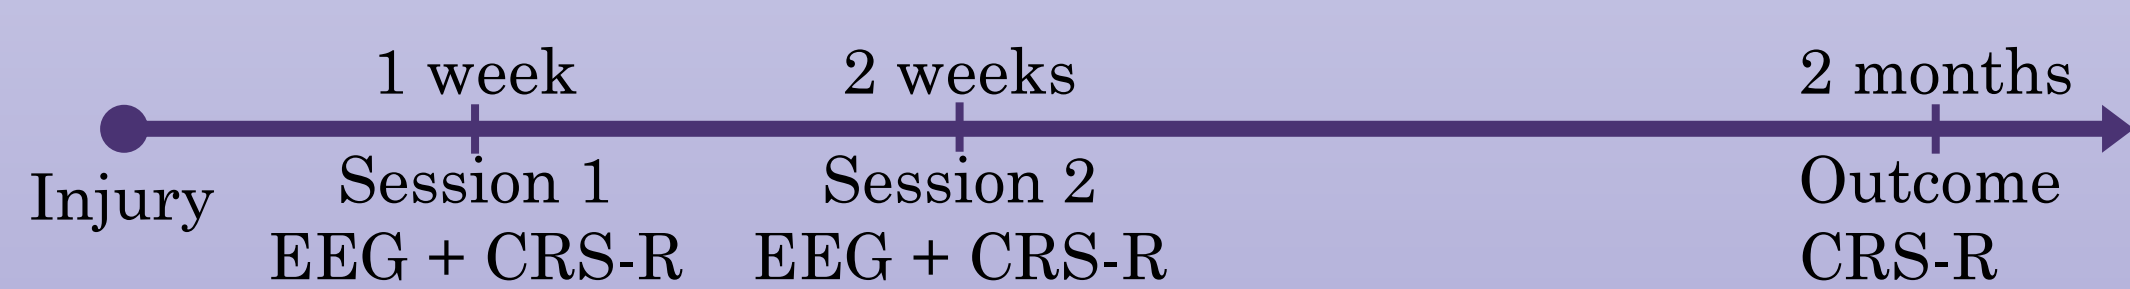 1 week
2 weeks
2 months
Injury
Session 1
EEG + CRS-R
Session 2
EEG + CRS-R
Outcome
CRS-R